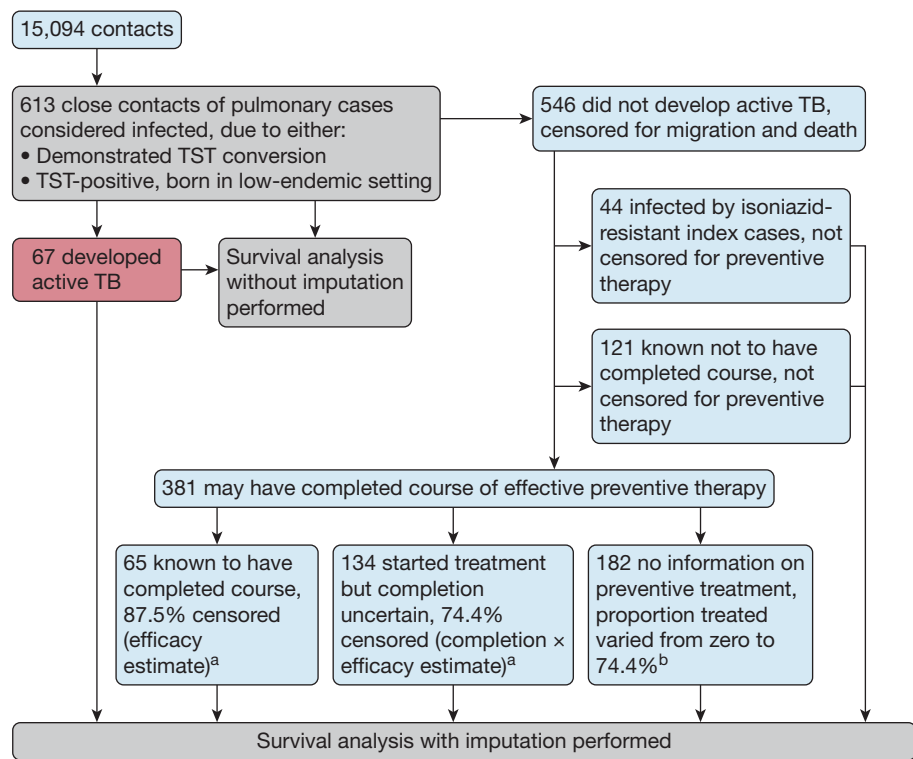 15,094 contacts
613 close contacts of pulmonary cases
considered infected, due to either:
• Demonstrated TST conversion
• TST-positive, born in low-endemic setting
546 did not develop active TB,
censored for migration and death
44 infected by isoniazid-
resistant index cases, not
censored for preventive
therapy
67 developed
active TB
Survival analysis
without imputation
performed
121 known not to have
completed course, not
censored for preventive
therapy
381 may have completed course of effective preventive therapy
65 known to have
completed course,
87.5% censored
(efficacy
estimate)a
134 started treatment
but completion
uncertain, 74.4%
censored (completion ×
efficacy estimate)a
182 no information on
preventive treatment,
proportion treated
varied from zero to
74.4%b
Survival analysis with imputation performed